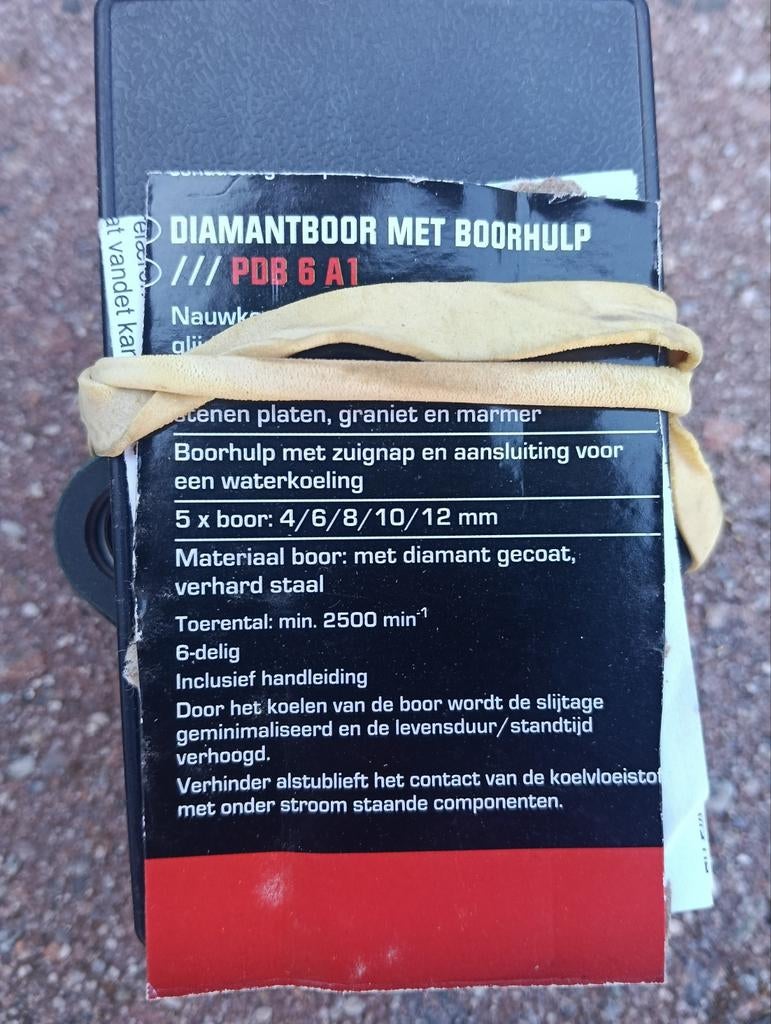 DIAMANTBOOR MET BOORHULP
/// PDB 6 A1
stenen platen, graniet en marmer
Boorhulp met zuignap en aansluiting voor
een waterkoeling
5 x boor: 4/6/8/10/12 mm
Materiaal boor: met diamant gecoat,
verhard staal
Toerental: min. 2500 min⁻¹
6-delig
Inclusief handleiding
Door het koelen van de boor wordt de slijtage
geminimaliseerd en de levensduur/standtijd
verhoogd.
Verhinder alstublieft het contact van de koelvloeistof
met onder stroom staande componenten.
at vandet kar